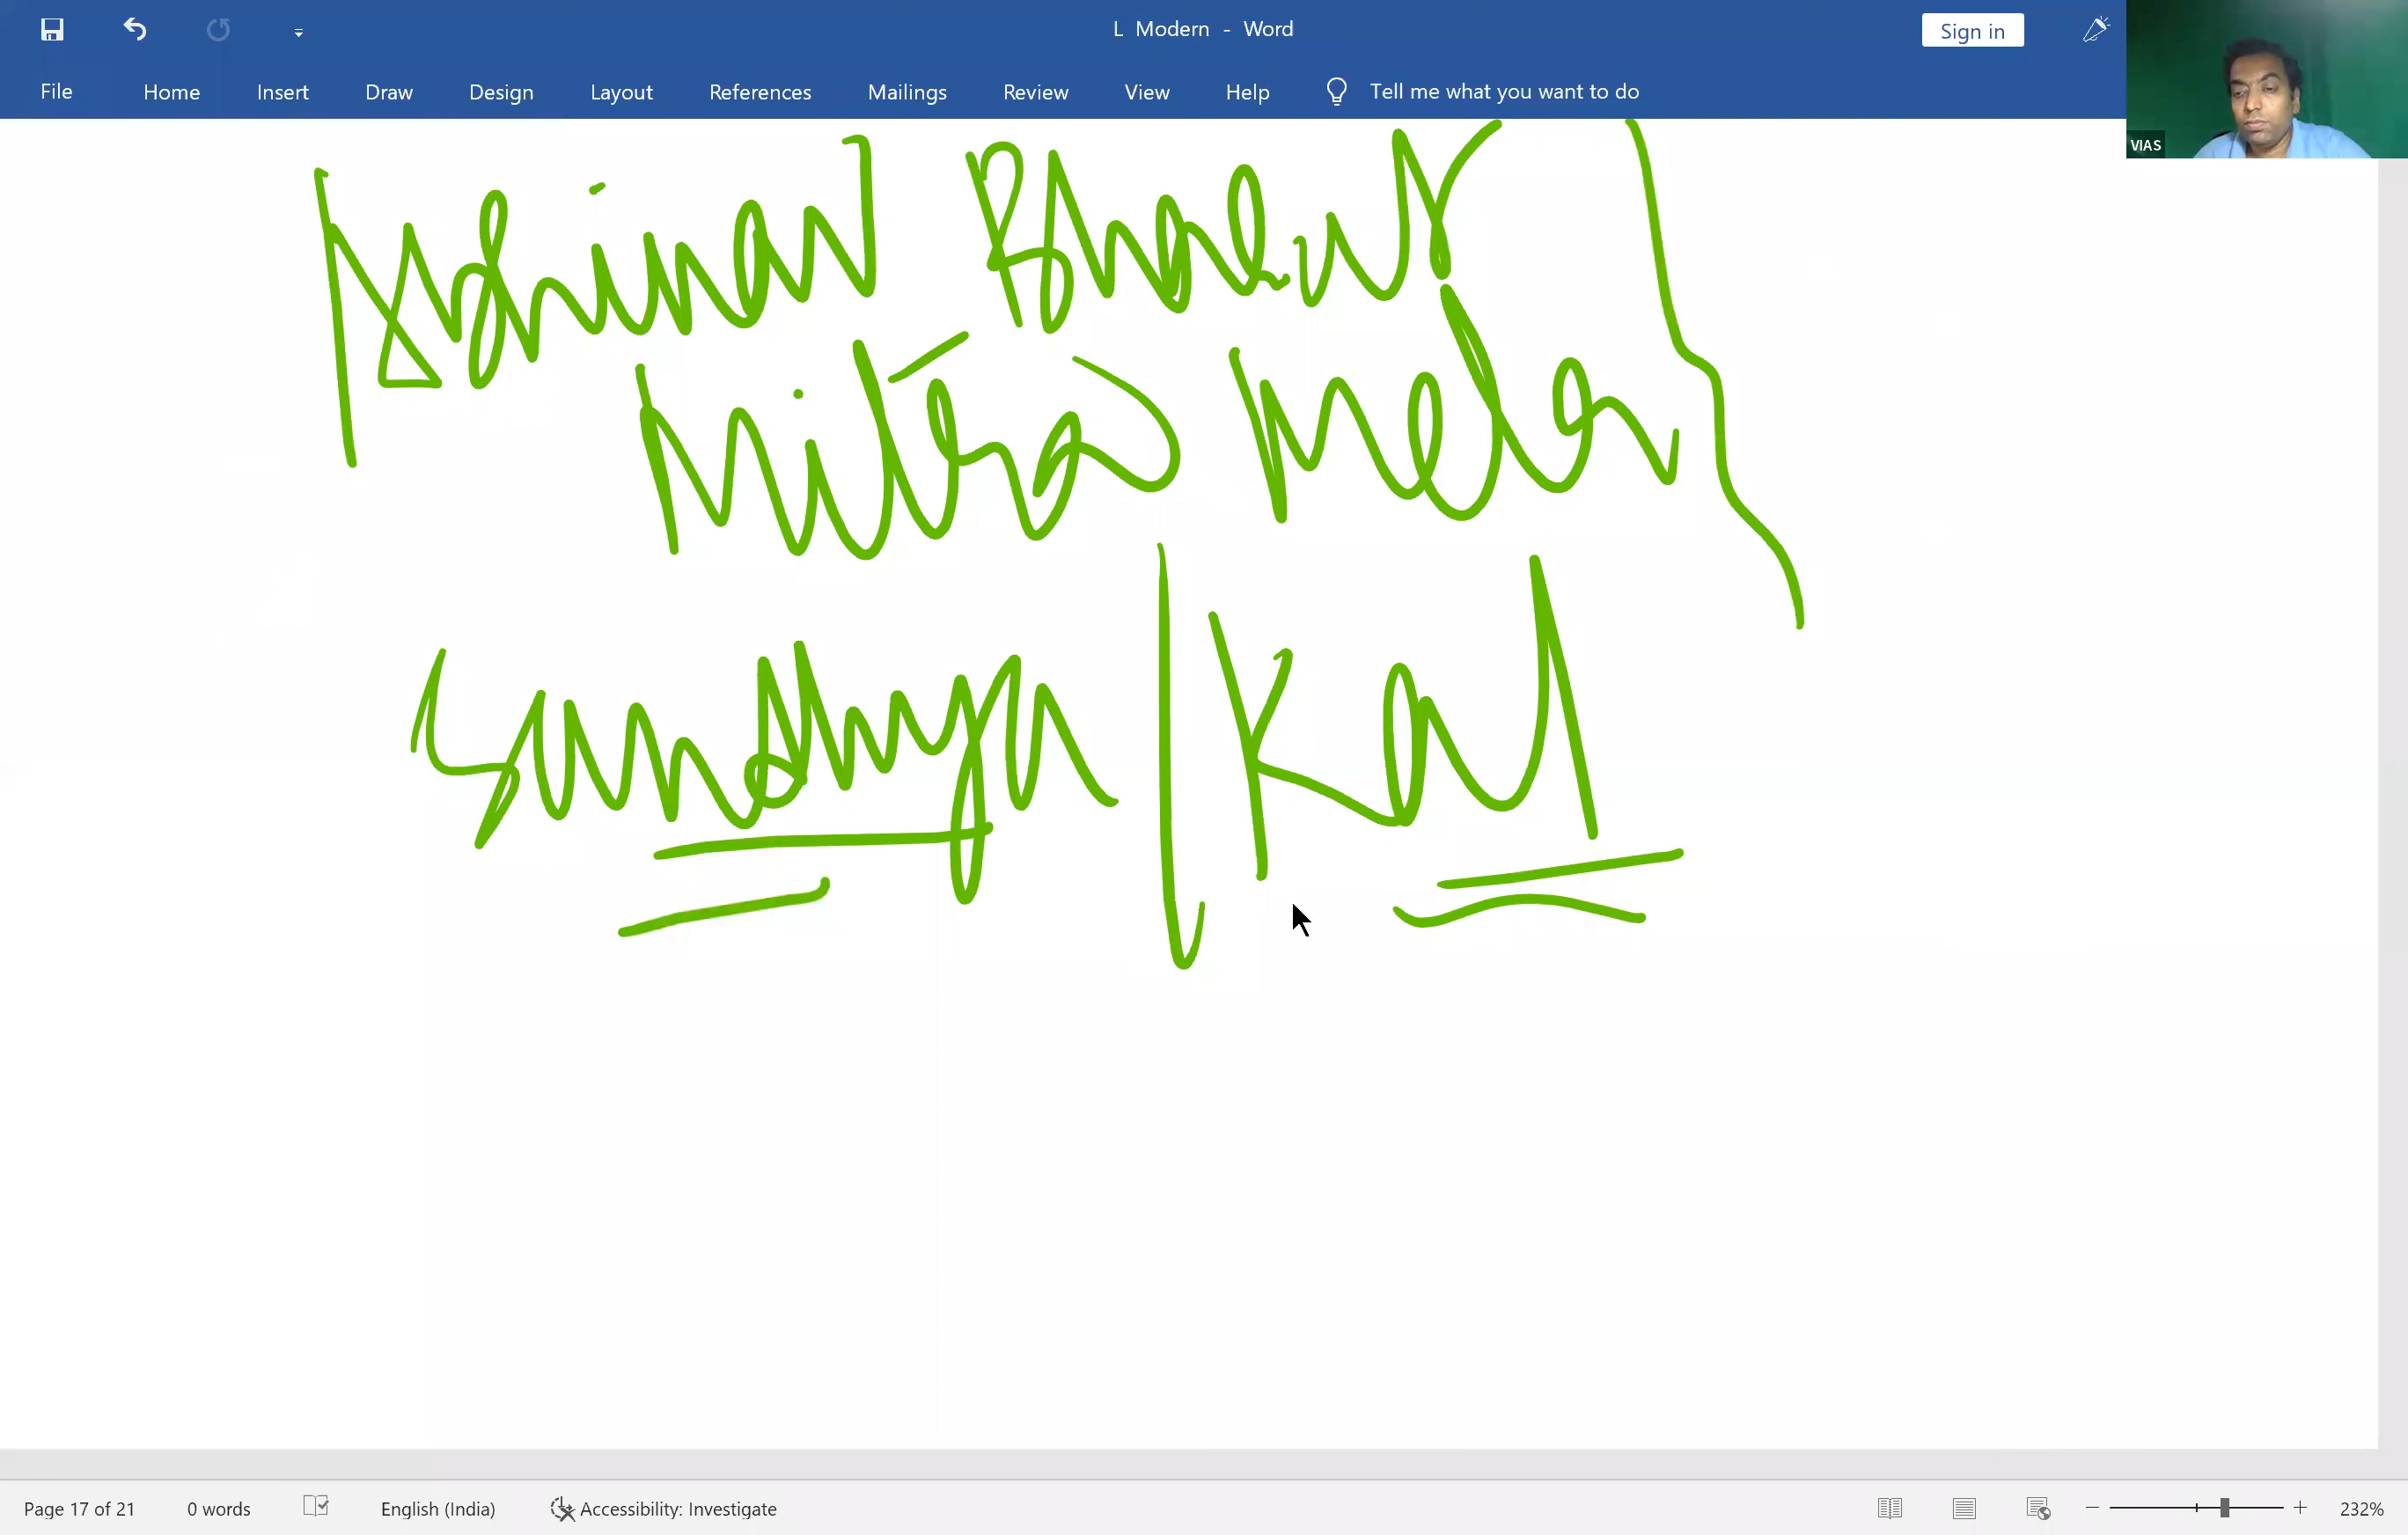 L Modern - Word
Sign in
VIAS
File Home Insert Draw Design Layout References Mailings Review View Help Tell me what you want to do
Abhinav Bharat
Mitra Mela
Sandhya Kal
Page 17 of 21 0 words English (India) Accessibility: Investigate 232%